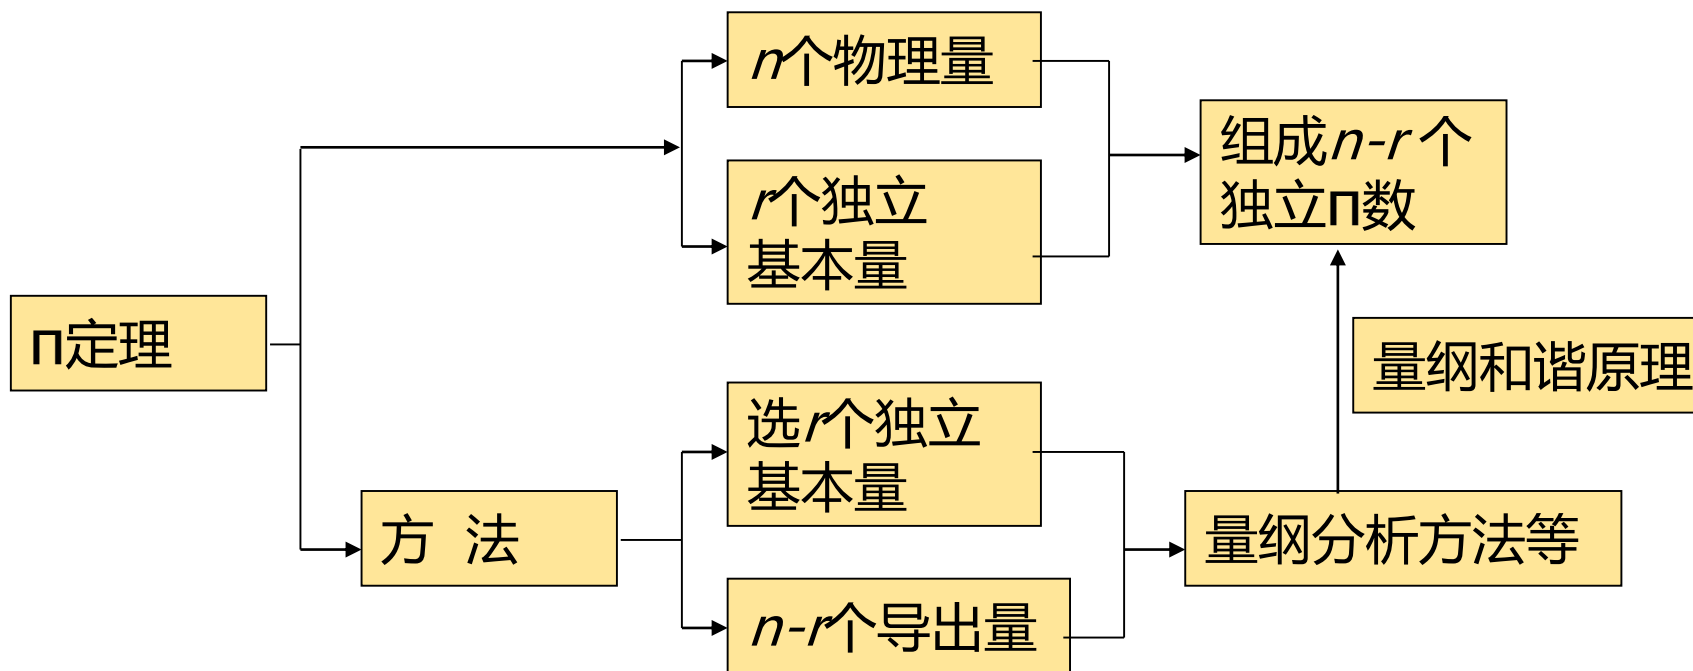 n个物理量
r个独立
基本量
组成n-r个
独立Π数
Π定理
量纲和谐原理
选r个独立
基本量
方 法
量纲分析方法等
n-r个导出量